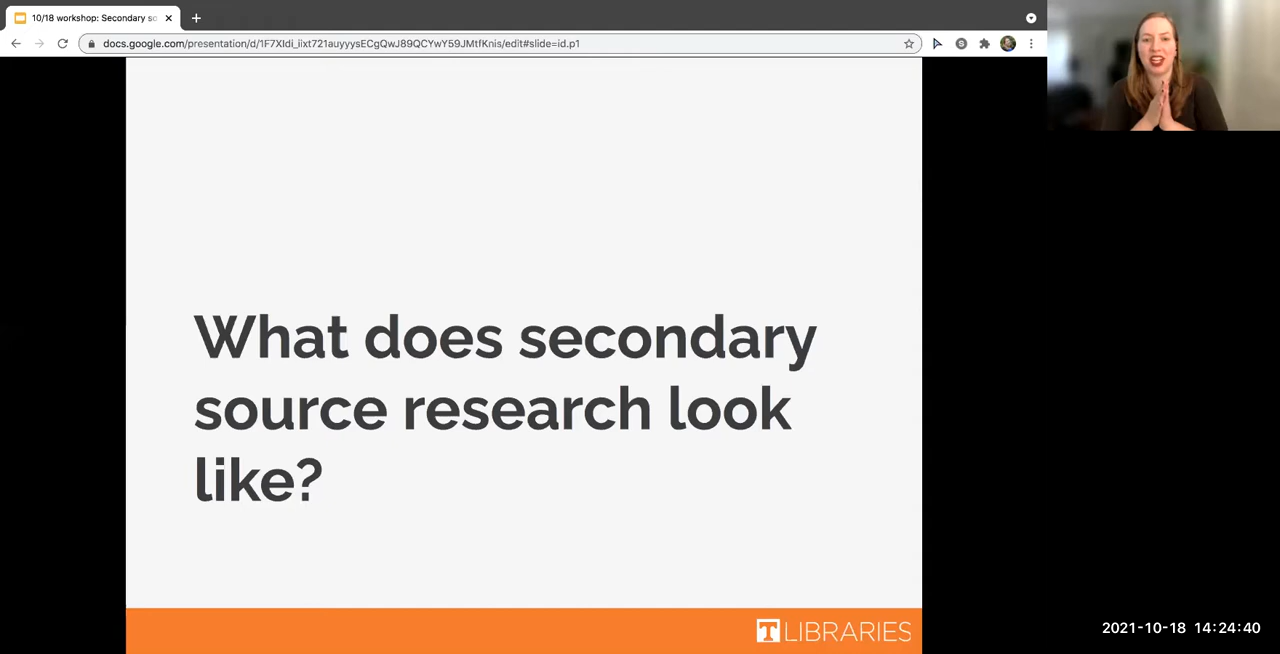 10/18 workshop: Secondary so
docs.google.com/presentation/d/1F7XIdi_iixt721auyysECgQwJ89QCYwY59JMtfKnis/edit#slide=id.p1
What does secondary
source research look
like?
T LIBRARIES
2021-10-18 14:24:40